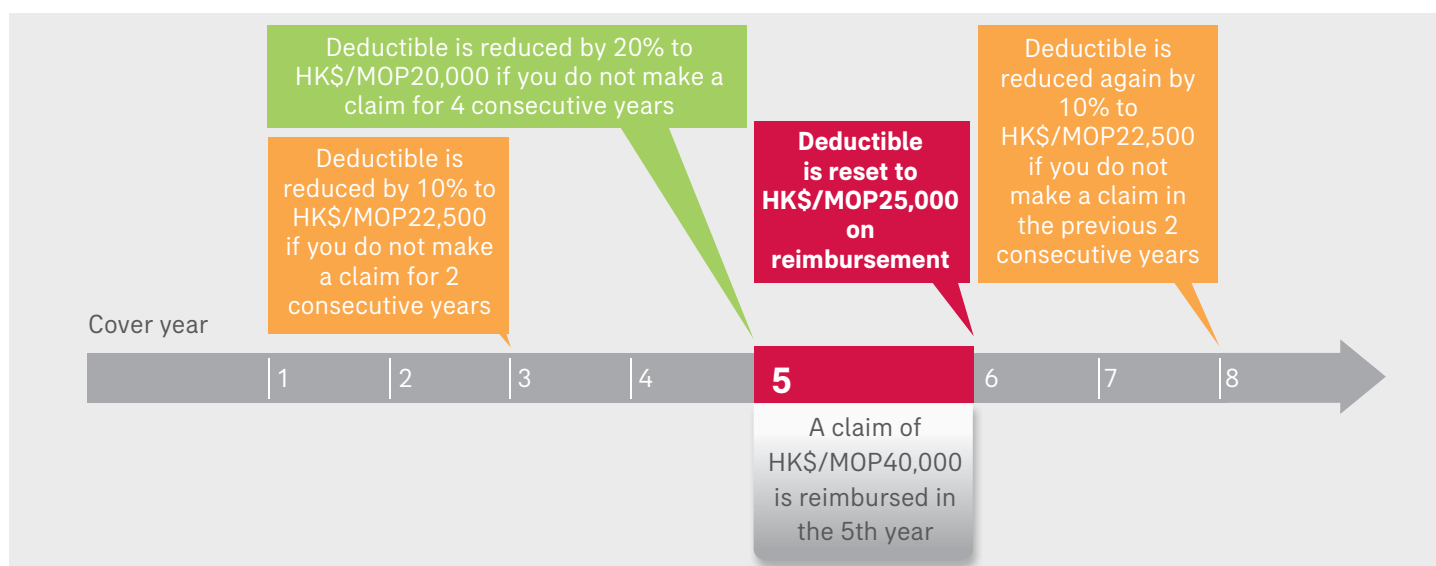 Deductible is reduced by 20% to
HK$/MOP20,000 if you do not make a
claim for 4 consecutive years
Deductible is
reduced by 10% to
HK$/MOP22,500
if you do not make
a claim for 2
consecutive years
Deductible
is reset to
HK$/MOP25,000
on
reimbursement
Deductible is
reduced again by
10% to
HK$/MOP22,500
if you do not
make a claim in
the previous 2
consecutive years
Cover year
1 2 3 4 5 6 7 8
A claim of
HK$/MOP40,000
is reimbursed in
the 5th year